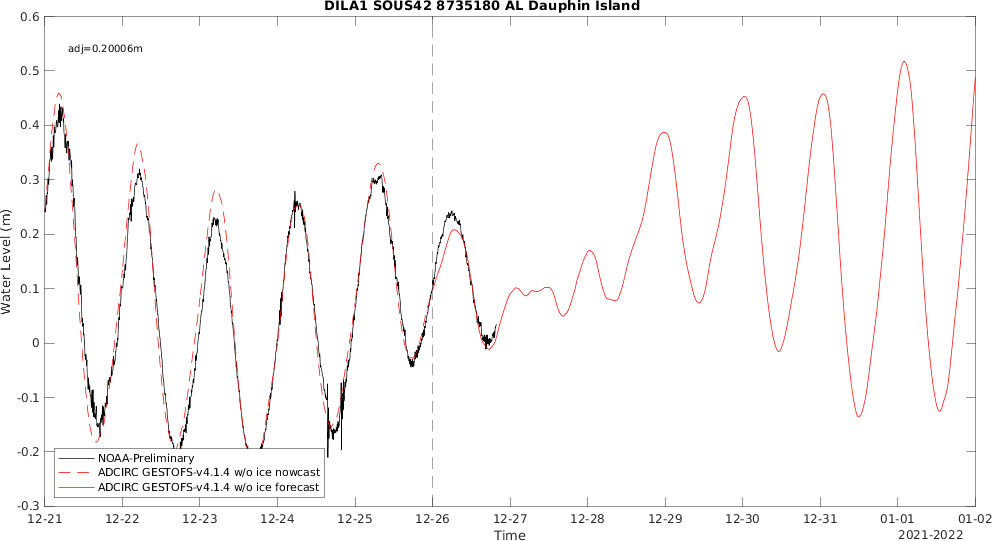 DILA1 SOUS42 8735180 AL Dauphin Island
0.6
adj=0.20006m
0.5
0.4
0.3
0.2
0.1
0
-0.1
-0.2
-0.3
Water Level (m)
NOAA-Preliminary
ADCIRC GESTOFS-v4.1.4 w/o ice nowcast
ADCIRC GESTOFS-v4.1.4 w/o ice forecast
12-21 12-22 12-23 12-24 12-25 12-26 12-27 12-28 12-29 12-30 12-31 01-01 01-02
Time
2021-2022